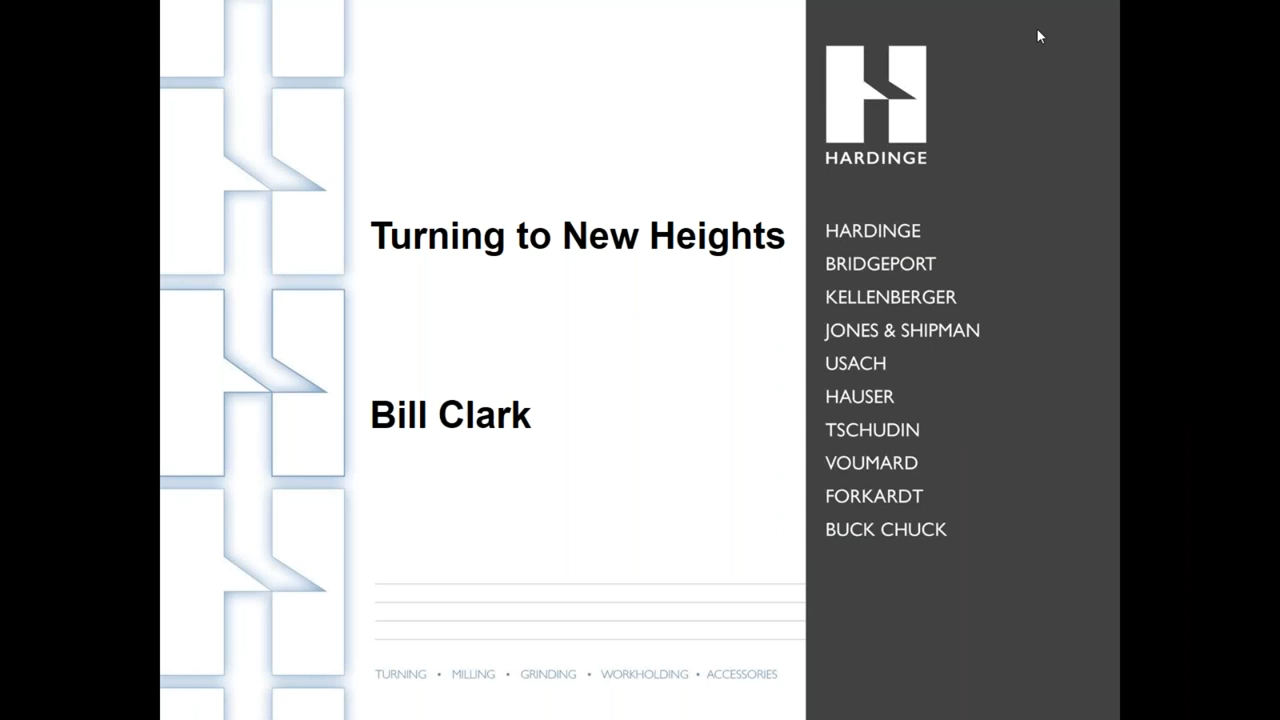 Turning to New Heights
Bill Clark
TURNING • MILLING • GRINDING • WORKHOLDING • ACCESSORIES
HARDINGE
HARDINGE
BRIDGEPORT
KELLENBERGER
JONES & SHIPMAN
USACH
HAUSER
TSCHUDIN
VOUMARD
FORKARDT
BUCK CHUCK